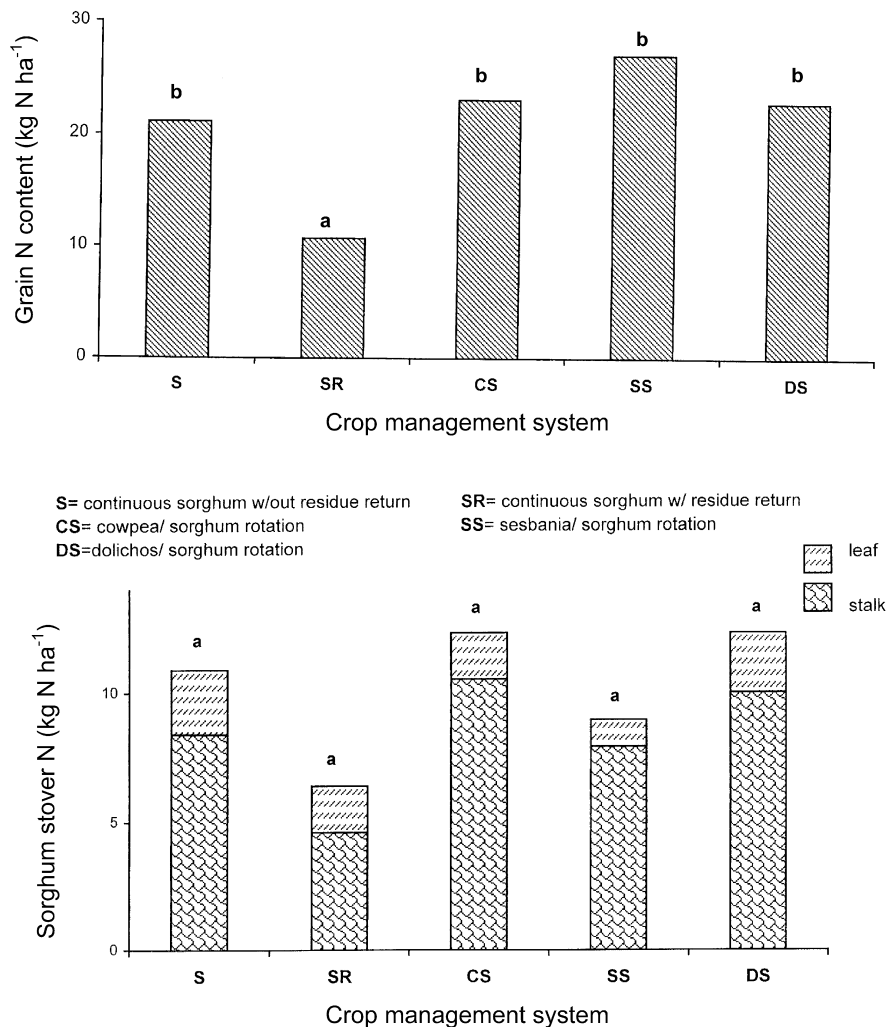 30
20
10
0
Grain N content (kg N ha-1)
b
a
b
b
b
S
SR
CS
SS
DS
Crop management system
S= continuous sorghum w/out residue return
SR= continuous sorghum w/ residue return
CS= cowpea/ sorghum rotation
SS= sesbania/ sorghum rotation
DS=dolichos/ sorghum rotation
leaf
stalk
10
5
0
Sorghum stover N (kg N ha-1)
a
a
a
a
a
S
SR
CS
SS
DS
Crop management system